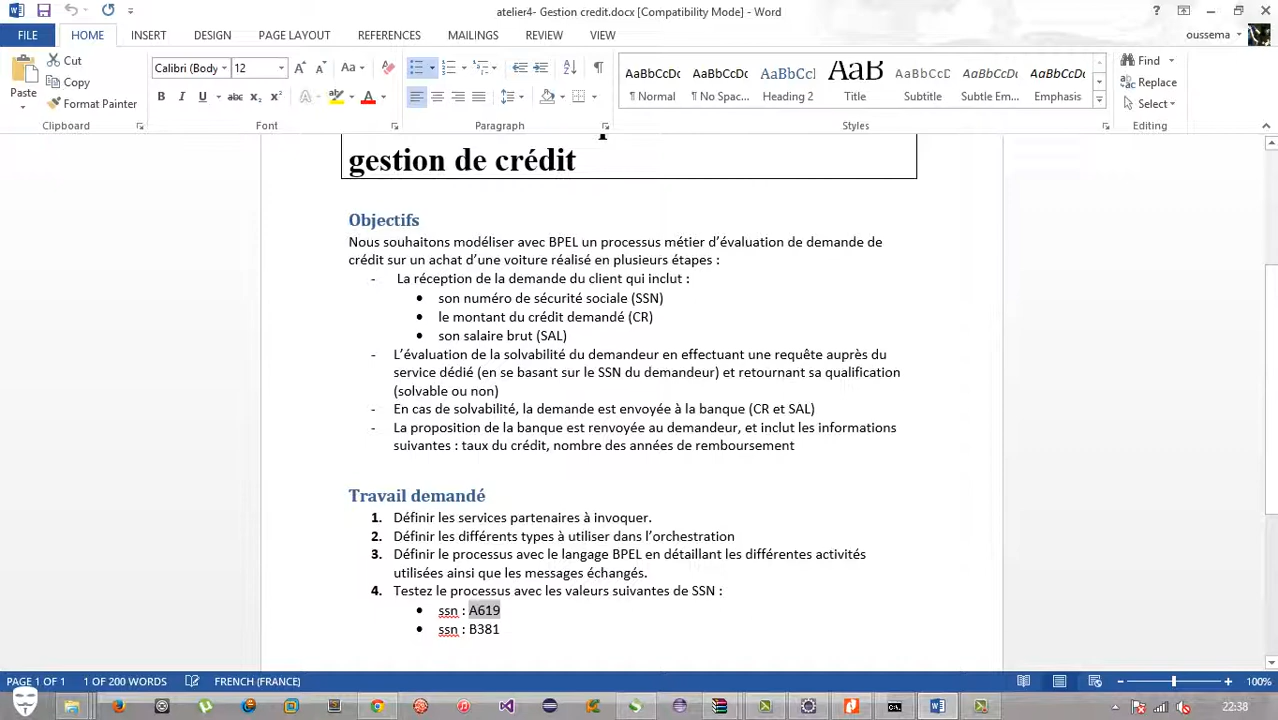 atelier4- Gestion credit.docx [Compatibility Mode] - Word
FILE HOME INSERT DESIGN PAGE LAYOUT REFERENCES MAILINGS REVIEW VIEW oussema
Paste
Cut
Copy
Format Painter
Clipboard
Calibri (Body 12
Font
Paragraph
AaBbCcDc AaBbCcDc AaBbCcI AaB AaBbCcD AaBbCcDc AaBbCcDc
¶ Normal ¶ No Spac... Heading 2 Title Subtitle Subtle Em... Emphasis
Styles
Find
Replace
Select
Editing
gestion de crédit
Objectifs
Nous souhaitons modéliser avec BPEL un processus métier d’évaluation de demande de
crédit sur un achat d’une voiture réalisé en plusieurs étapes :
- La réception de la demande du client qui inclut :
• son numéro de sécurité sociale (SSN)
• le montant du crédit demandé (CR)
• son salaire brut (SAL)
- L’évaluation de la solvabilité du demandeur en effectuant une requête auprès du
service dédié (en se basant sur le SSN du demandeur) et retournant sa qualification
(solvable ou non)
- En cas de solvabilité, la demande est envoyée à la banque (CR et SAL)
- La proposition de la banque est renvoyée au demandeur, et inclut les informations
suivantes : taux du crédit, nombre des années de remboursement
Travail demandé
1. Définir les services partenaires à invoquer.
2. Définir les différents types à utiliser dans l’orchestration
3. Définir le processus avec le langage BPEL en détaillant les différentes activités
utilisées ainsi que les messages échangés.
4. Testez le processus avec les valeurs suivantes de SSN :
• ssn : A619
• ssn : B381
PAGE 1 OF 1 1 OF 200 WORDS FRENCH (FRANCE) 100%
22:38